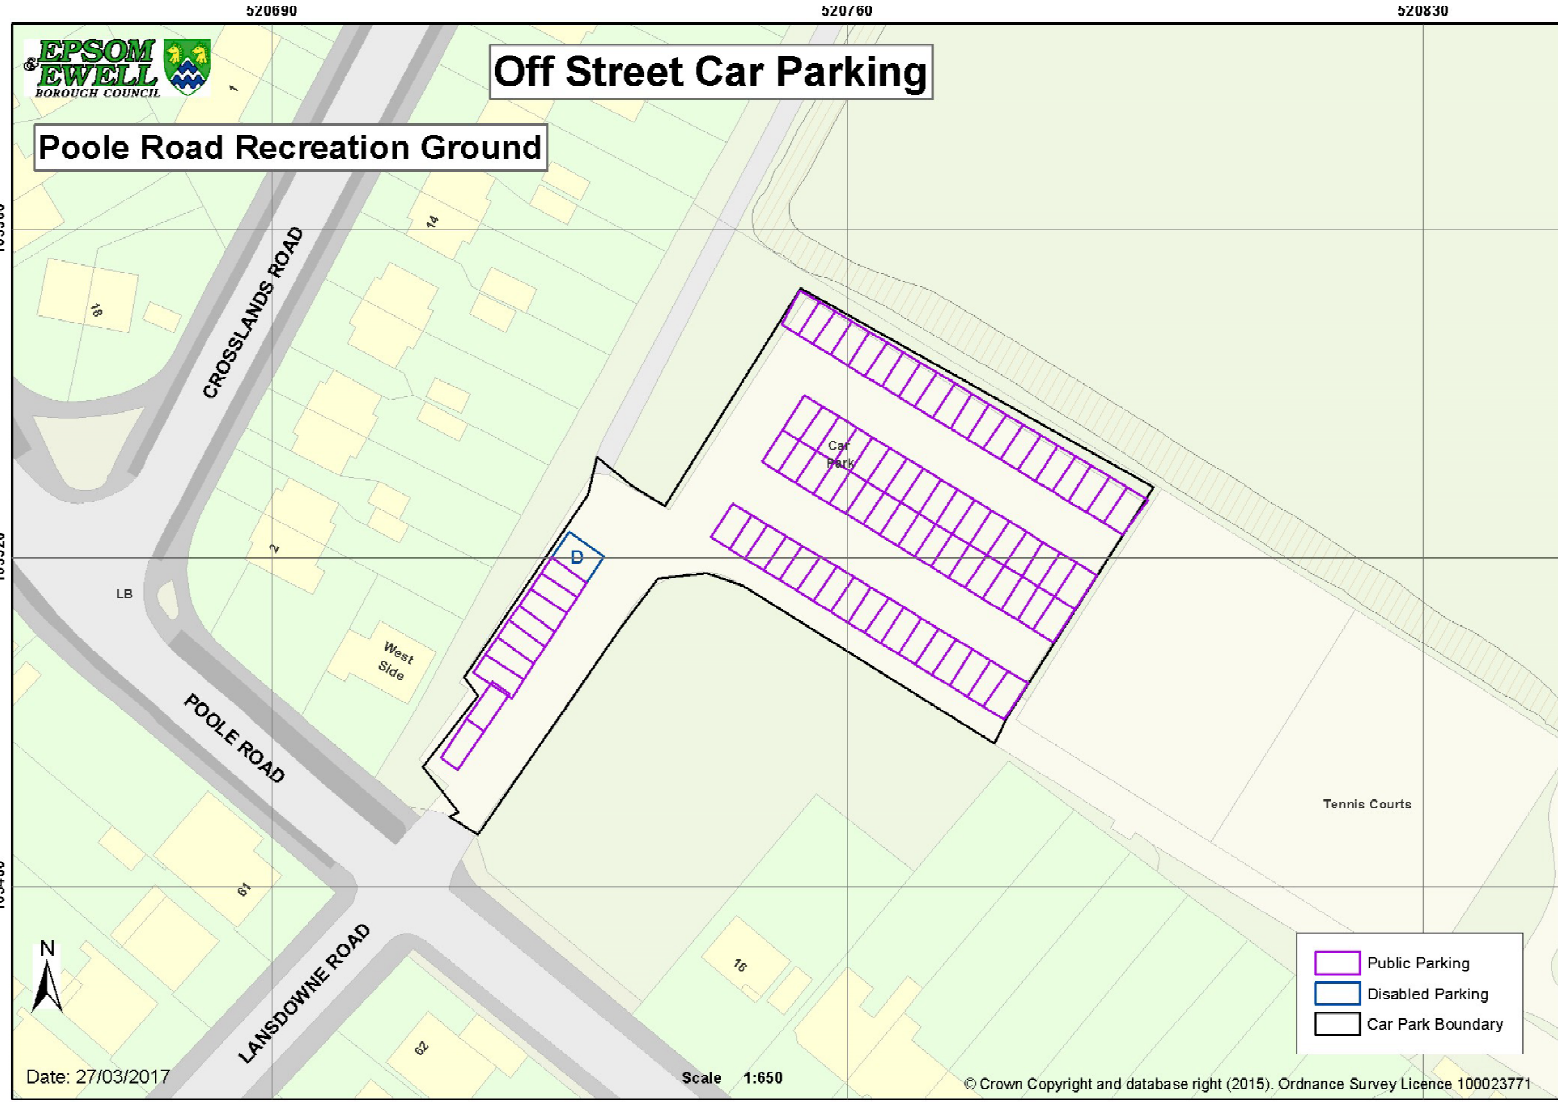 520690
520760
520830
EPSOM
EWELL
BOROUGH COUNCIL
Off Street Car Parking
Poole Road Recreation Ground
1
14
18
CROSSLANDS ROAD
Car
Park
2
D
LB
West
Side
POOLE ROAD
Tennis Courts
61
16
LANSDOWNE ROAD
62
N
Public Parking
Disabled Parking
Car Park Boundary
Date: 27/03/2017
Scale 1:650
© Crown Copyright and database right (2015). Ordnance Survey Licence 100023771